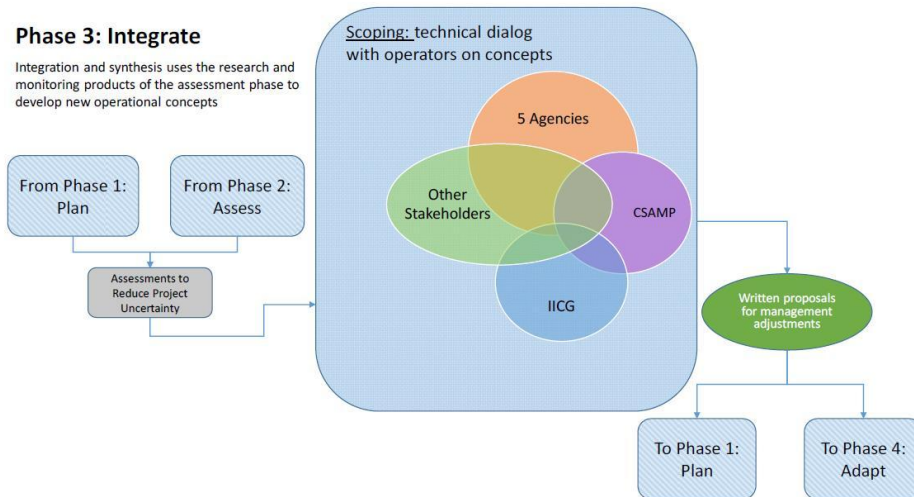 Phase 3: Integrate
Integration and synthesis uses the research and
monitoring products of the assessment phase to
develop new operational concepts
Scoping: technical dialog
with operators on concepts
5 Agencies
Other
Stakeholders
CSAMP
IICG
From Phase 1:
Plan
From Phase 2:
Assess
Assessments to
Reduce Project
Uncertainty
Written proposals
for management
adjustments
To Phase 1:
Plan
To Phase 4:
Adapt